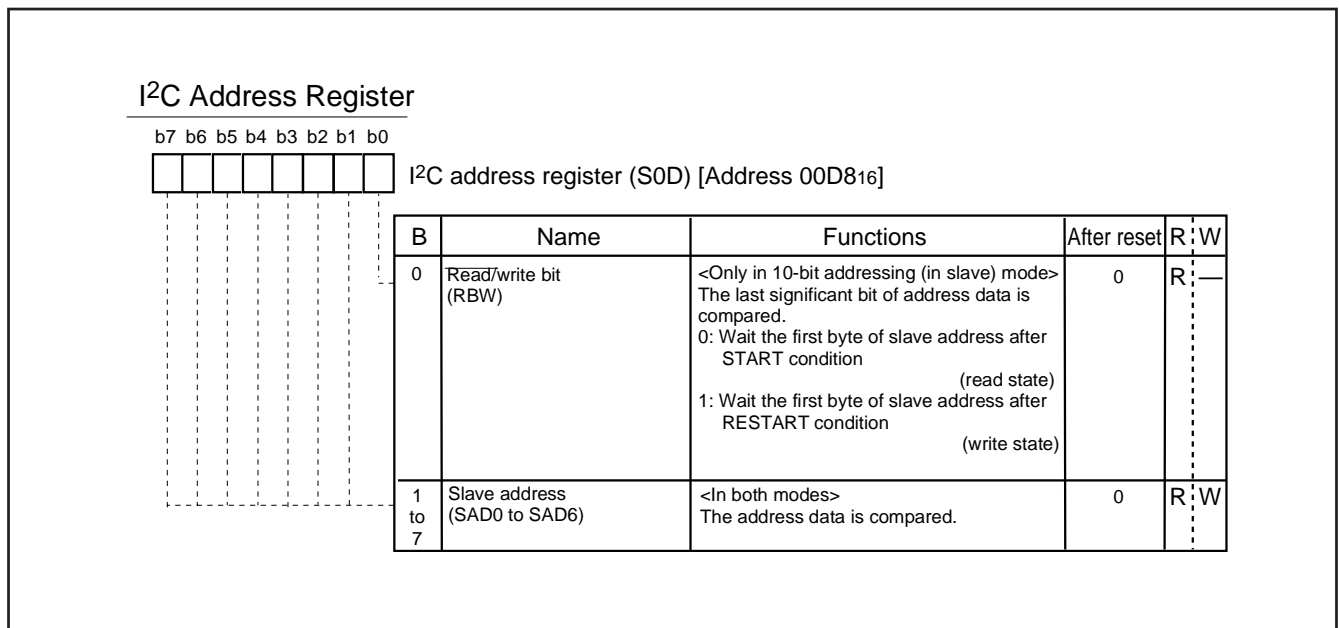 I2C Address Register
b7 b6 b5 b4 b3 b2 b1 b0
I2C address register (S0D) [Address 00D816]
B Name Functions After reset R W
0 Read/write bit <Only in 10-bit addressing (in slave) mode> 0 R —
(RBW) The last significant bit of address data is
compared.
0: Wait the first byte of slave address after
START condition
(read state)
1: Wait the first byte of slave address after
RESTART condition
(write state)
1 Slave address <In both modes> 0 R W
to (SAD0 to SAD6) The address data is compared.
7